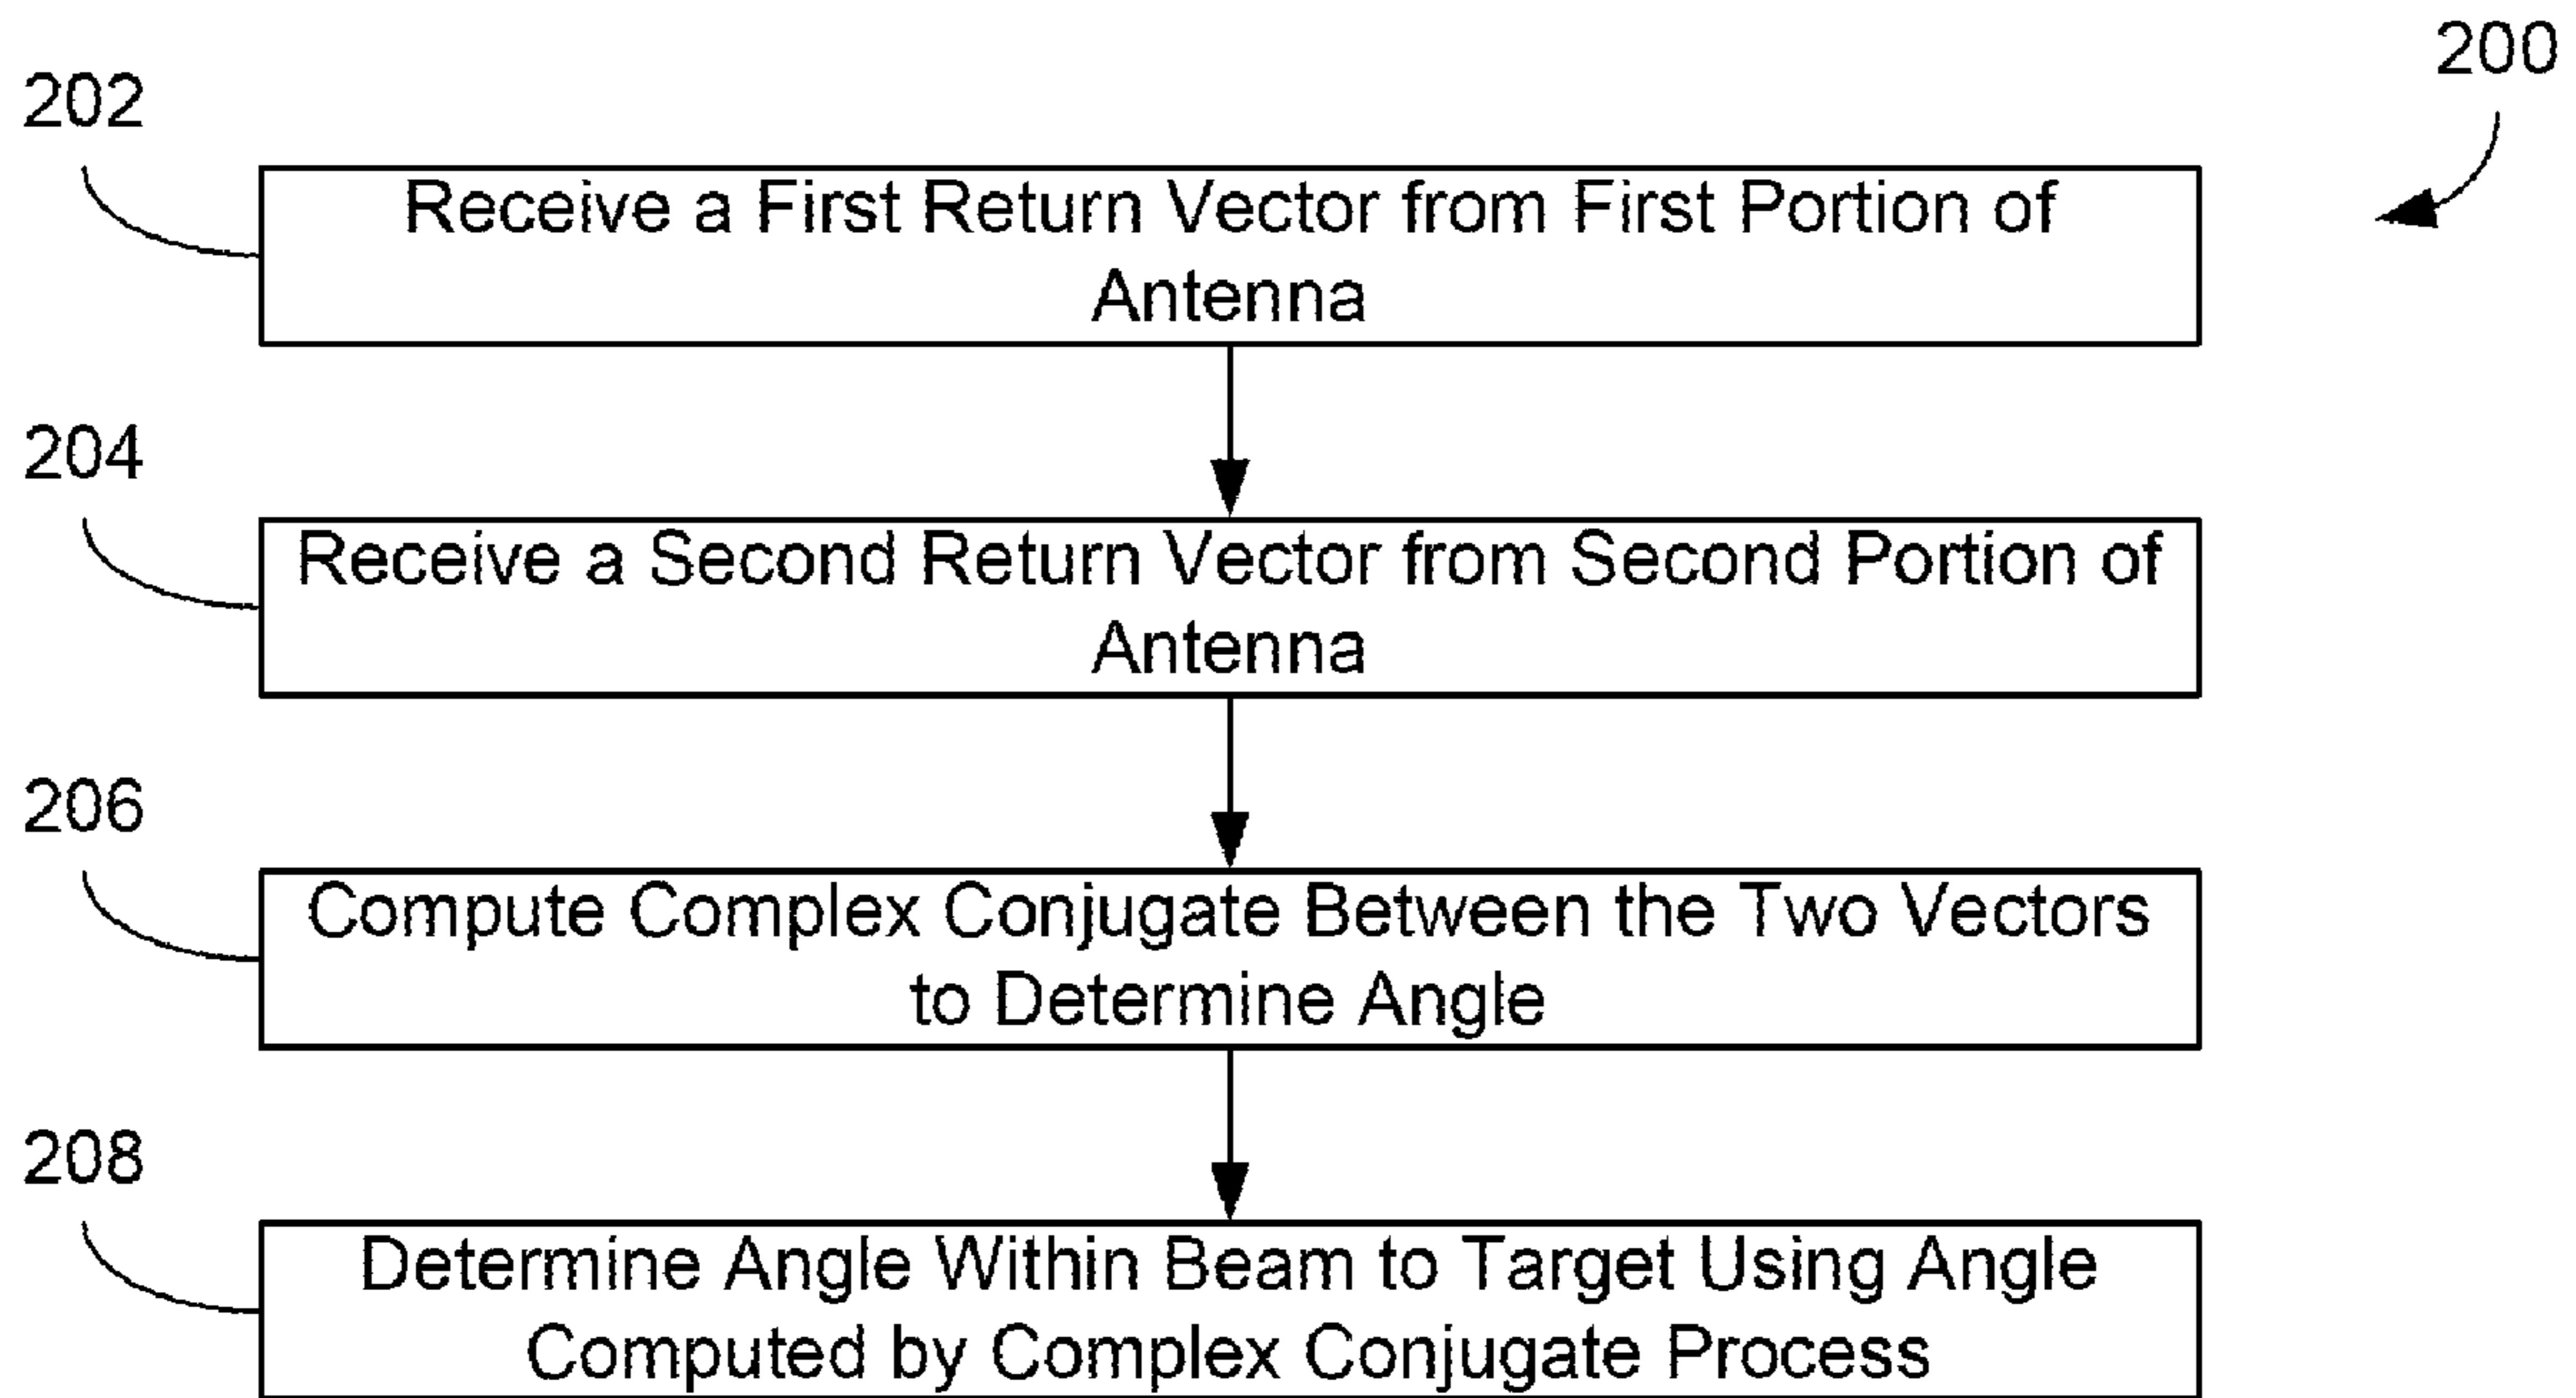 200
202
Receive a First Return Vector from First Portion of
Antenna
204
Receive a Second Return Vector from Second Portion of
Antenna
206
Compute Complex Conjugate Between the Two Vectors
to Determine Angle
208
Determine Angle Within Beam to Target Using Angle
Computed by Complex Conjugate Process